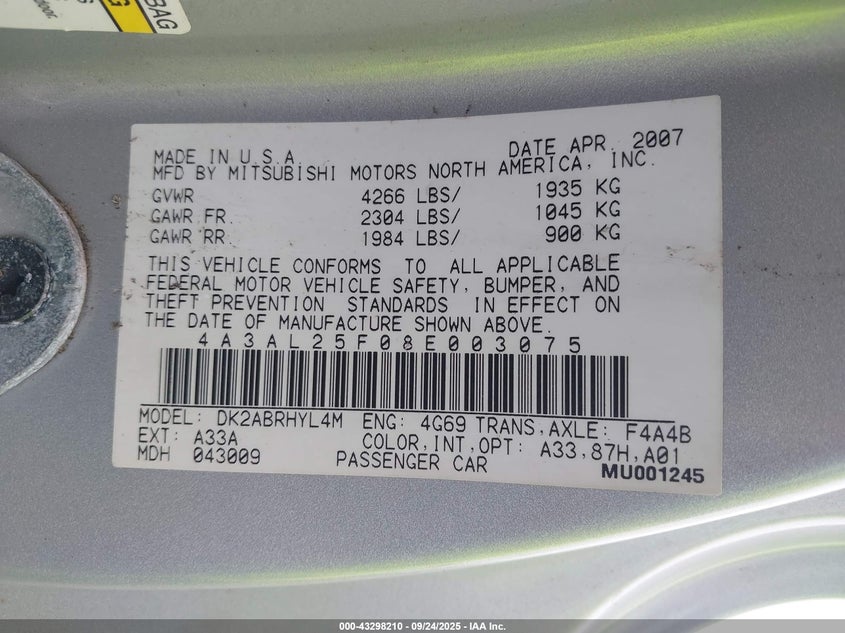 BAG
G
MADE IN U.S.A. DATE APR. 2007
MFD BY MITSUBISHI MOTORS NORTH AMERICA, INC.
GVWR 4266 LBS/ 1935 KG
GAWR FR. 2304 LBS/ 1045 KG
GAWR RR. 1984 LBS/ 900 KG
THIS VEHICLE CONFORMS TO ALL APPLICABLE
FEDERAL MOTOR VEHICLE SAFETY, BUMPER, AND
THEFT PREVENTION STANDARDS IN EFFECT ON
THE DATE OF MANUFACTURE SHOWN ABOVE.
4A3AL25F08E003075
MODEL: DK2ABRHYL4M ENG: 4G69 TRANS,AXLE: F4A4B
EXT: A33A COLOR,INT,OPT: A33,87H,A01
MDH 043009 PASSENGER CAR
MU001245
000-43298210 - 09/24/2025 - IAA Inc.